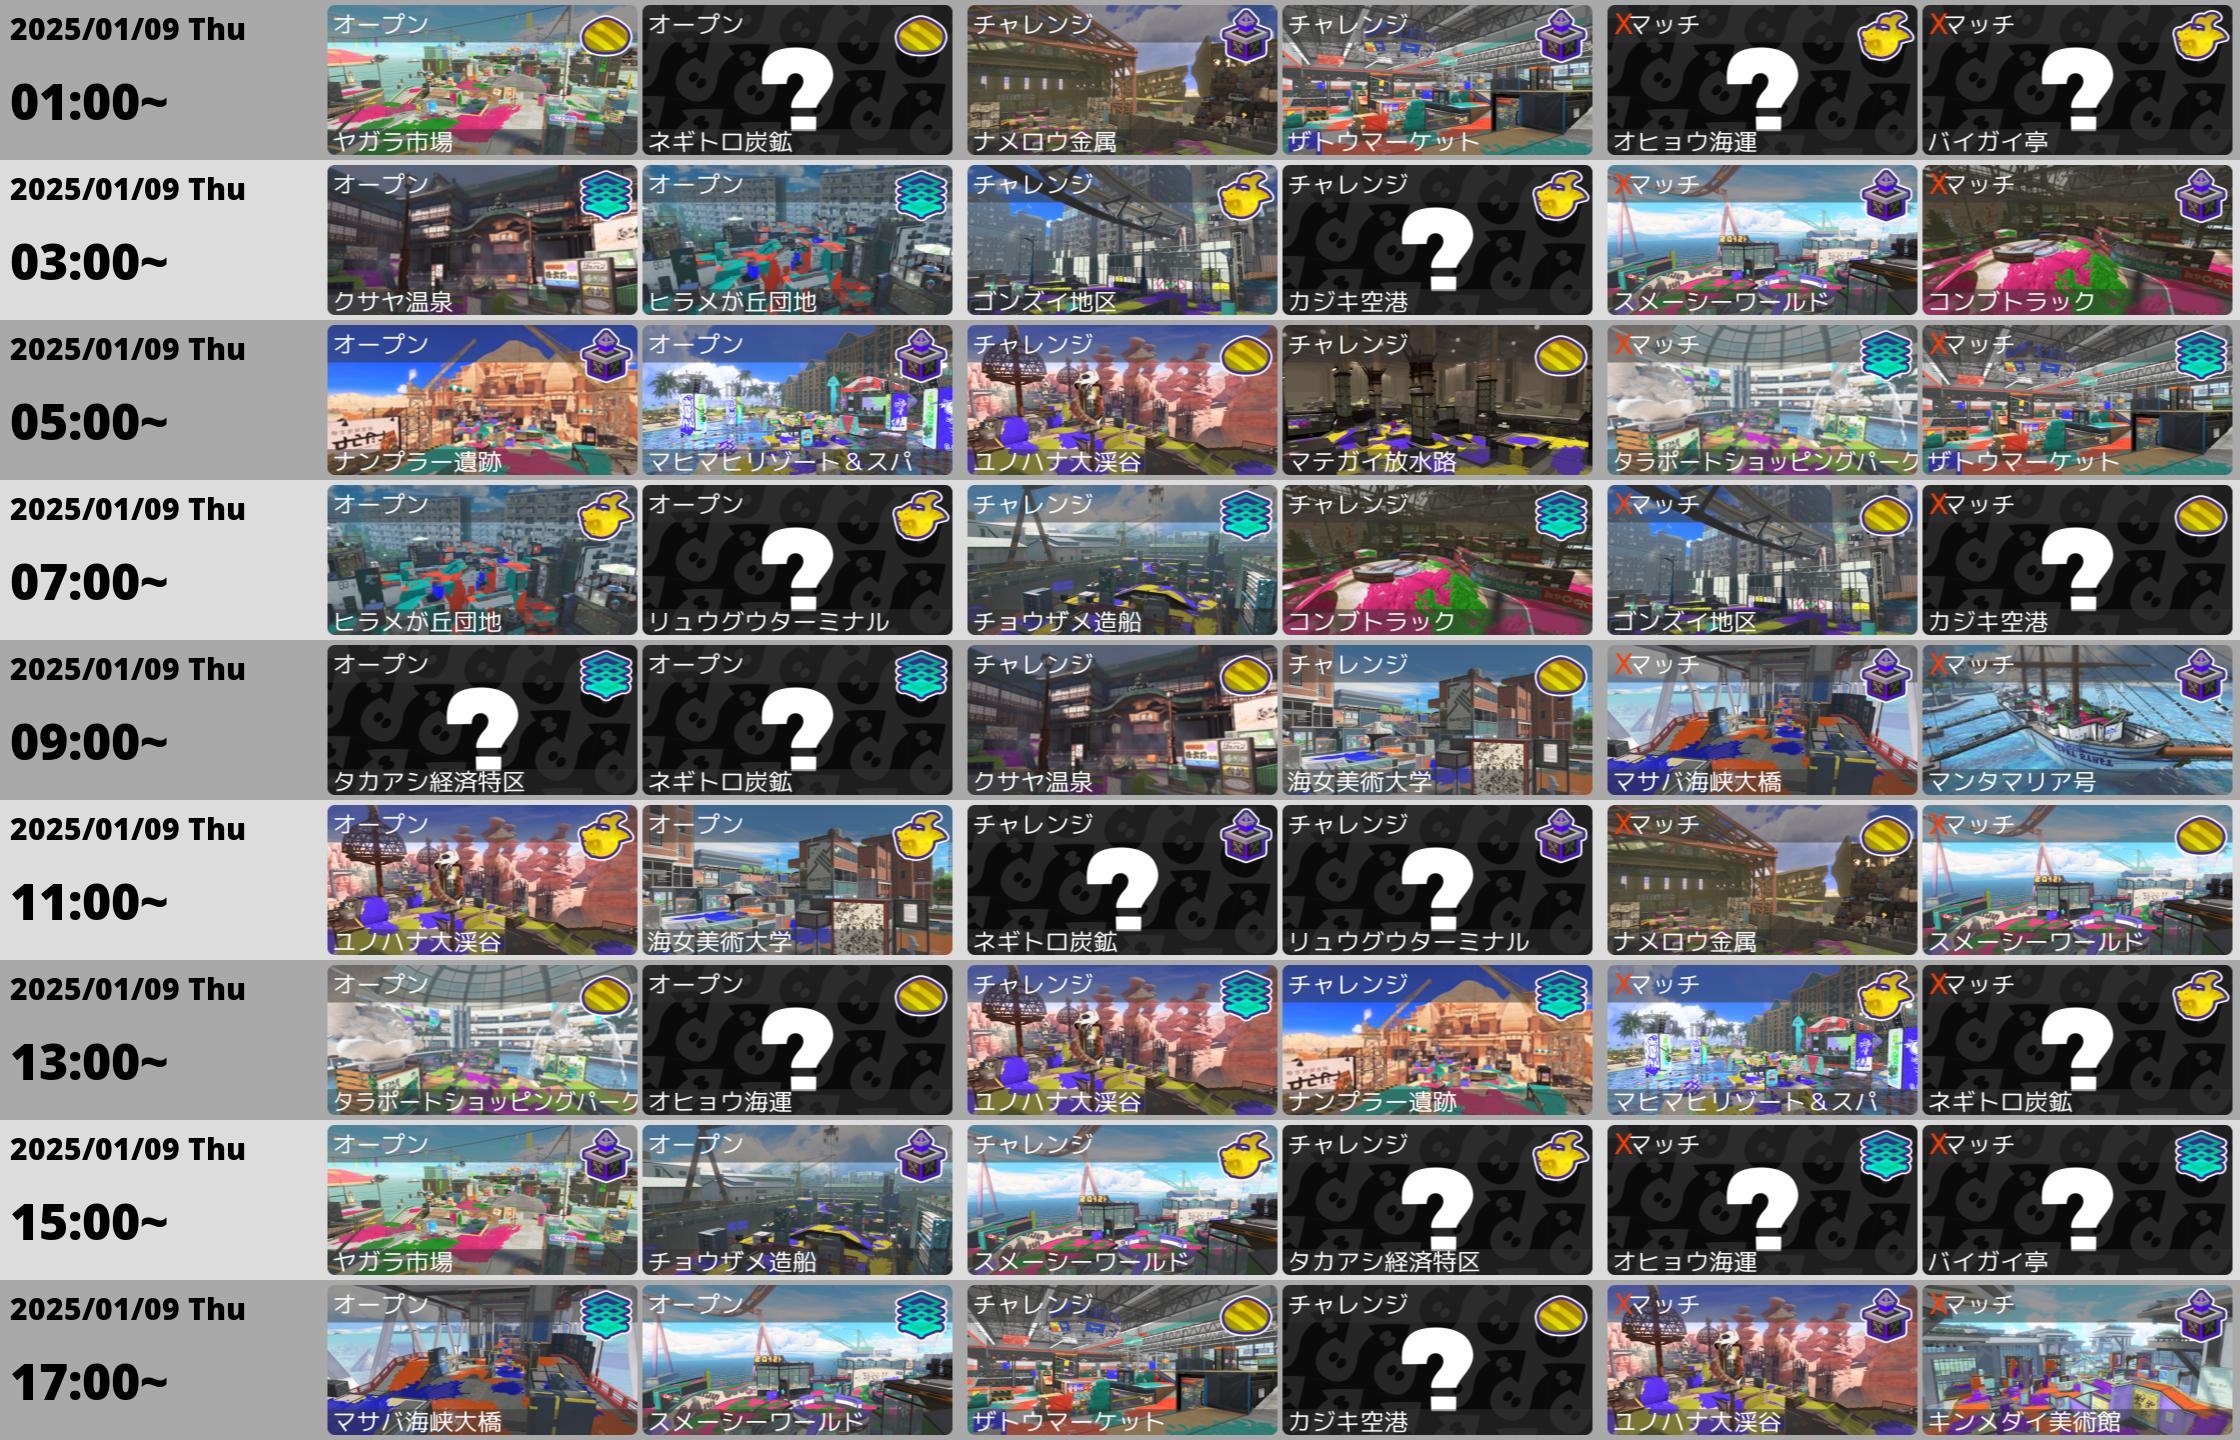 2025/01/09 Thu
01:00~
オープン
ヤガラ市場
オープン
ネギトロ炭鉱
チャレンジ
ナメロウ金属
チャレンジ
ザトウマーケット
Xマッチ
オヒョウ海運
Xマッチ
バイガイ亭
2025/01/09 Thu
03:00~
オープン
クサヤ温泉
オープン
ヒラメが丘団地
チャレンジ
ゴンズイ地区
チャレンジ
カジキ空港
Xマッチ
スメーシーワールド
Xマッチ
コンブトラック
2025/01/09 Thu
05:00~
オープン
ナンプラー遺跡
オープン
マヒマヒリゾート＆スパ
チャレンジ
ユノハナ大渓谷
チャレンジ
マテガイ放水路
Xマッチ
タラポートショッピングパーク
Xマッチ
ザトウマーケット
2025/01/09 Thu
07:00~
オープン
ヒラメが丘団地
オープン
リュウグウターミナル
チャレンジ
チョウザメ造船
チャレンジ
コンブトラック
Xマッチ
ゴンズイ地区
Xマッチ
カジキ空港
2025/01/09 Thu
09:00~
オープン
タカアシ経済特区
オープン
ネギトロ炭鉱
チャレンジ
クサヤ温泉
チャレンジ
海女美術大学
Xマッチ
マサバ海峡大橋
Xマッチ
マンタマリア号
2025/01/09 Thu
11:00~
オープン
ユノハナ大渓谷
オープン
海女美術大学
チャレンジ
ネギトロ炭鉱
チャレンジ
リュウグウターミナル
Xマッチ
ナメロウ金属
Xマッチ
スメーシーワールド
2025/01/09 Thu
13:00~
オープン
タラポートショッピングパーク
オープン
オヒョウ海運
チャレンジ
ユノハナ大渓谷
チャレンジ
ナンプラー遺跡
Xマッチ
マヒマヒリゾート＆スパ
Xマッチ
ネギトロ炭鉱
2025/01/09 Thu
15:00~
オープン
ヤガラ市場
オープン
チョウザメ造船
チャレンジ
スメーシーワールド
チャレンジ
タカアシ経済特区
Xマッチ
オヒョウ海運
Xマッチ
バイガイ亭
2025/01/09 Thu
17:00~
オープン
マサバ海峡大橋
オープン
スメーシーワールド
チャレンジ
ザトウマーケット
チャレンジ
カジキ空港
Xマッチ
ユノハナ大渓谷
Xマッチ
キンメダイ美術館